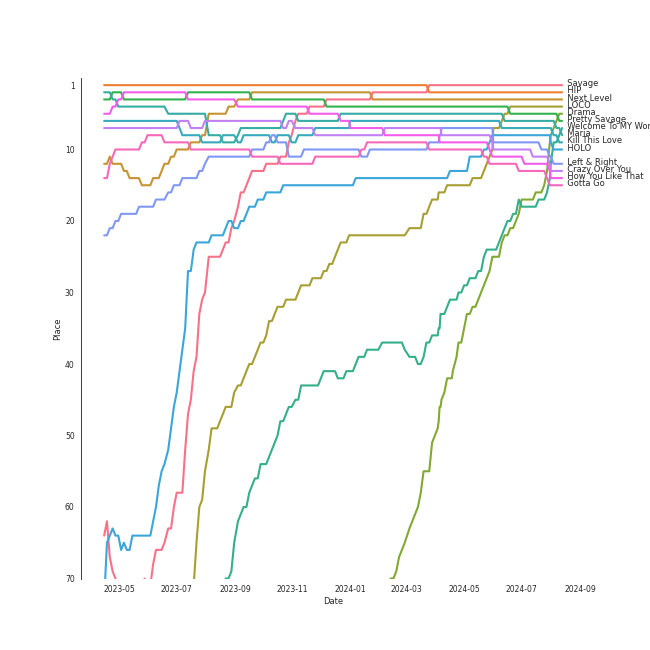 1
10
20
30
40
50
60
70
Place
2023-05
2023-07
2023-09
2023-11
2024-01
2024-03
2024-05
2024-07
2024-09
Date
Savage
HIP
Next Level
LOCO
Drama
Pretty Savage
Welcome To MY Wor
Maria
Kill This Love
HOLO
Left & Right
Crazy Over You
How You Like That
Gotta Go